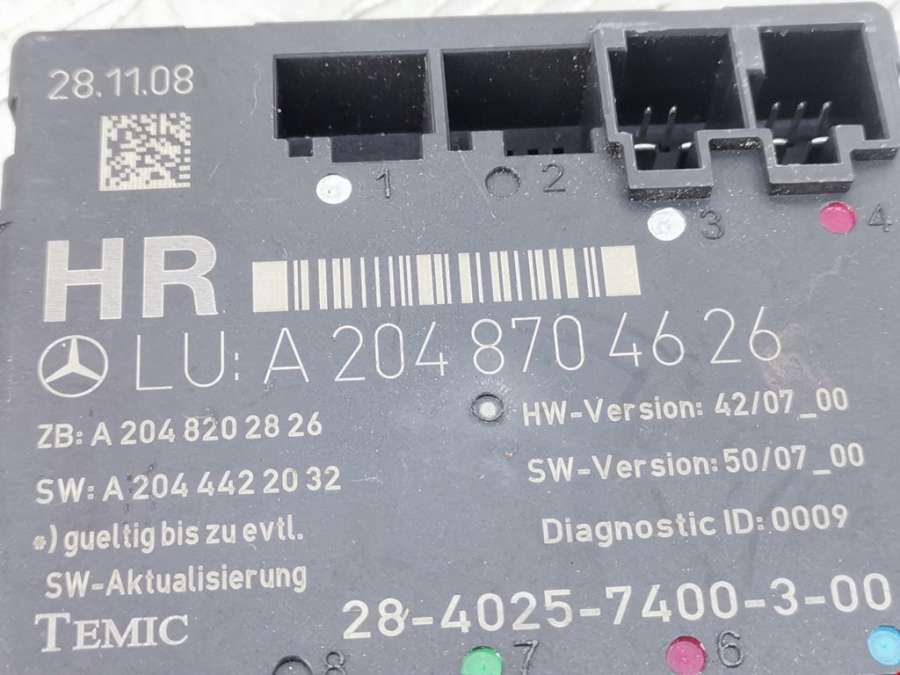 28.11.08
1 2 3 4
HR
LU: A 204 870 46 26
ZB: A 204 820 28 26
HW-Version: 42/07_00
SW: A 204 442 20 32
SW-Version: 50/07_00
*) gueltig bis zu evtl.
SW-Aktualisierung
Diagnostic ID: 0009
TEMIC
28-4025-7400-3-00
8 7 6